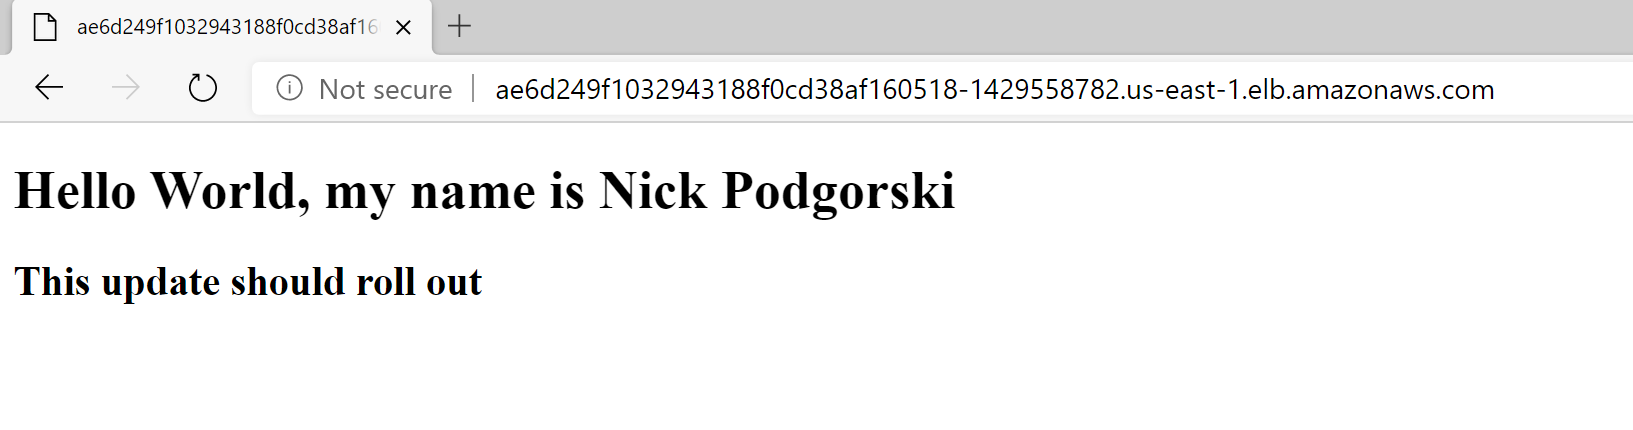 ae6d249f1032943188f0cd38af16
Not secure
ae6d249f1032943188f0cd38af160518-1429558782.us-east-1.elb.amazonaws.com
Hello World, my name is Nick Podgorski
This update should roll out